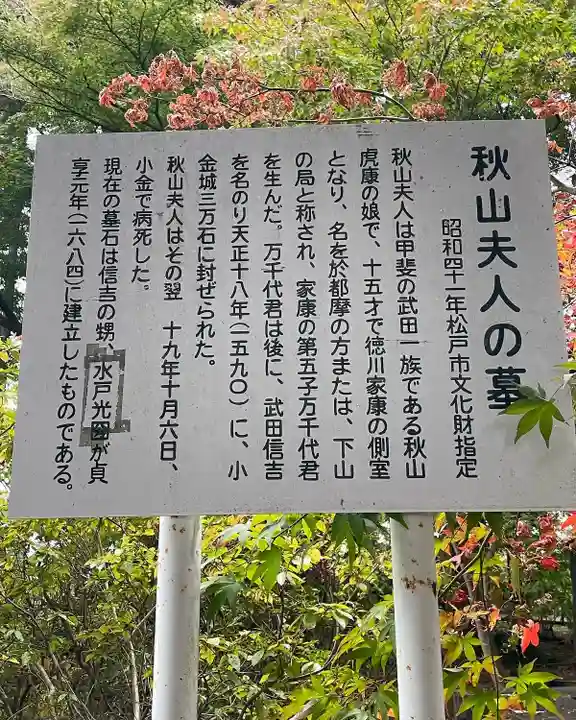 秋山夫人の墓
昭和四十一年松戸市文化財指定
秋山夫人は甲斐の武田一族である秋山
虎康の娘で、十五才で徳川家康の側室
となり、名を於都摩の方または、下山
の局と称され、家康の第五子万千代君
を生んだ。万千代君は後に、武田信吉
を名のり天正十八年(一五九〇)に、小
金城三万石に封ぜられた。
秋山夫人はその翌 十九年十月六日、
小金で病死した。
現在の墓石は信吉の甥、水戸光圀が貞
享元年(一六八四)に建立したものである。